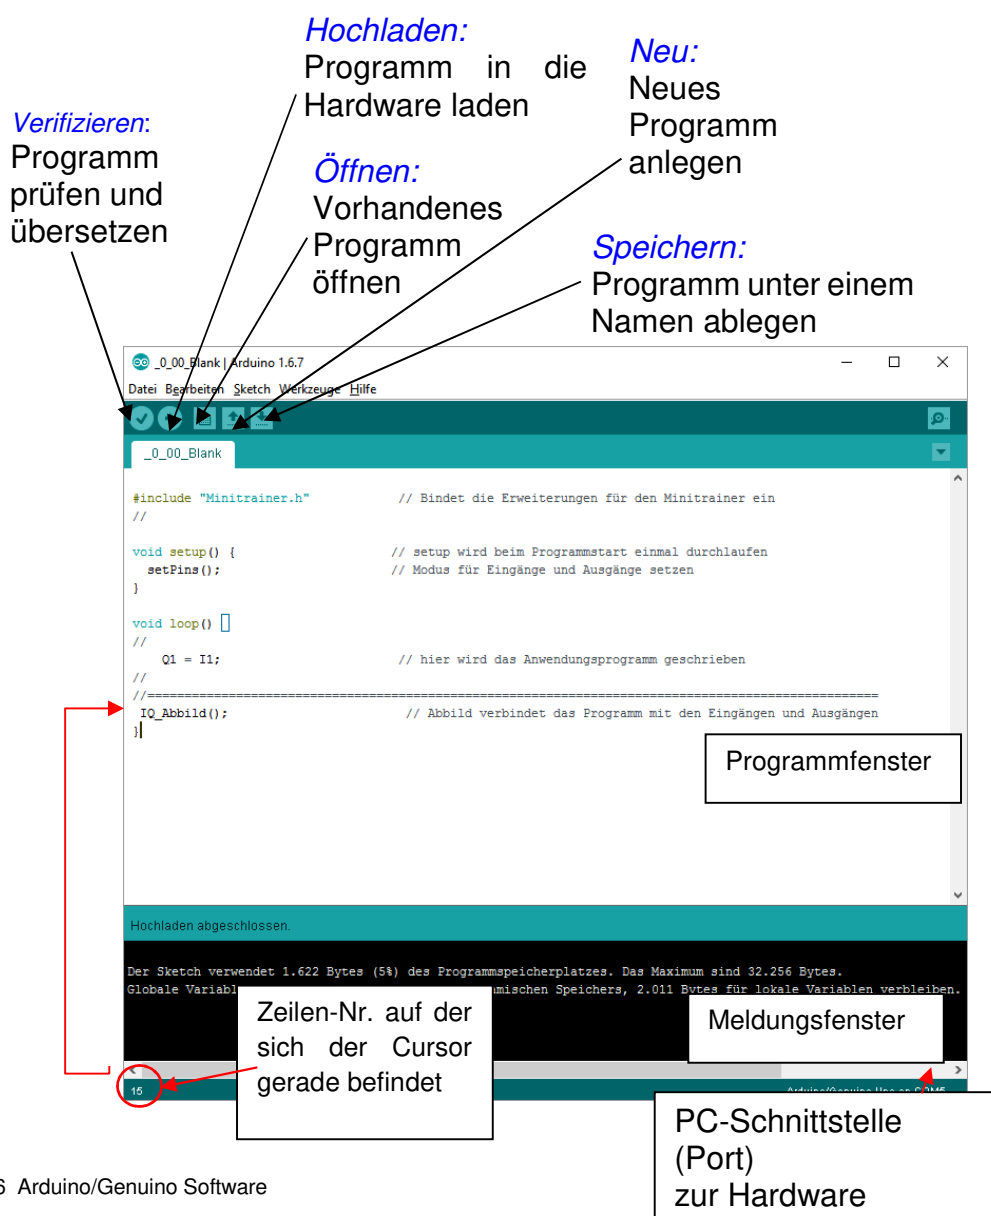 Hochladen:
Programm in die
Hardware laden
Neu:
Neues
Programm
anlegen
Verifizieren:
Programm
prüfen und
übersetzen
Öffnen:
Vorhandenes
Programm
öffnen
Speichern:
Programm unter einem
Namen ablegen
_0_00_Blank | Arduino 1.6.7
Datei Bearbeiten Sketch Werkzeuge Hilfe
_0_00_Blank
#include "Minitrainer.h" // Bindet die Erweiterungen für den Minitrainer ein
//
void setup() { // setup wird beim Programmstart einmal durchlaufen
setPins(); // Modus für Eingänge und Ausgänge setzen
}
void loop()
//
Q1 = I1; // hier wird das Anwendungsprogramm geschrieben
//
//==========================================================================================
IQ_Abbild(); // Abbild verbindet das Programm mit den Eingängen und Ausgängen
}
Programmfenster
Hochladen abgeschlossen.
Der Sketch verwendet 1.622 Bytes (5%) des Programmspeicherplatzes. Das Maximum sind 32.256 Bytes.
Globale Speichers, 2.011 Bytes für lokale Variablen verbleiben.
Zeilen-Nr. auf der
sich der Cursor
gerade befindet
Meldungsfenster
15
PC-Schnittstelle
(Port)
zur Hardware
6 Arduino/Genuino Software